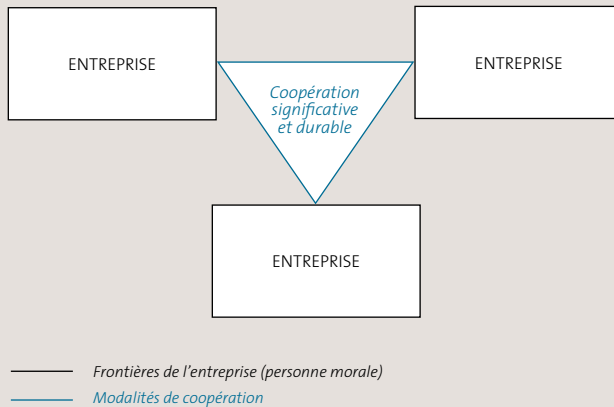 ENTREPRISE
ENTREPRISE
Coopération
significative
et durable
ENTREPRISE
Frontières de l'entreprise (personne morale)
Modalités de coopération